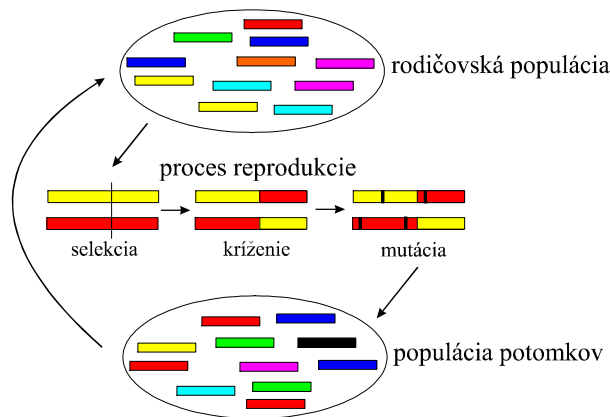 rodičovská populácia
proces reprodukcie
selekcia
kríženie
mutácia
populácia potomkov